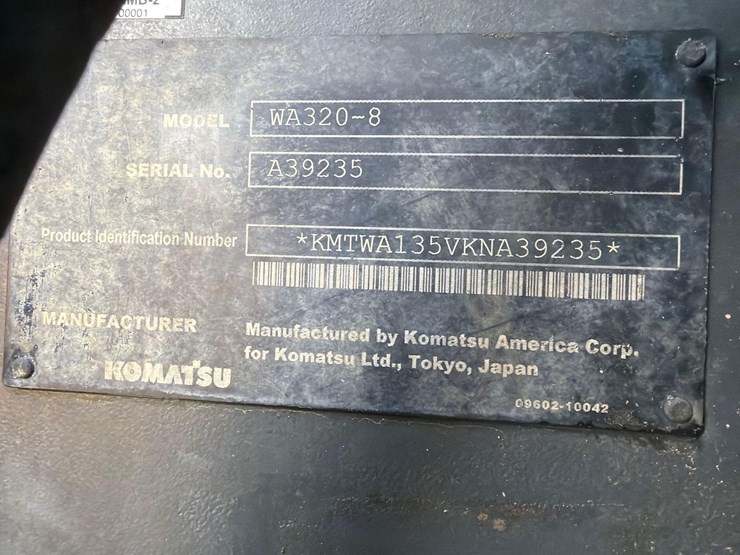 00001
MODEL WA320-8
SERIAL No. A39235
Product Identification Number *KMTWA135VKNA39235*
MANUFACTURER
Manufactured by Komatsu America Corp.
for Komatsu Ltd., Tokyo, Japan
KOMATSU
09602-10042